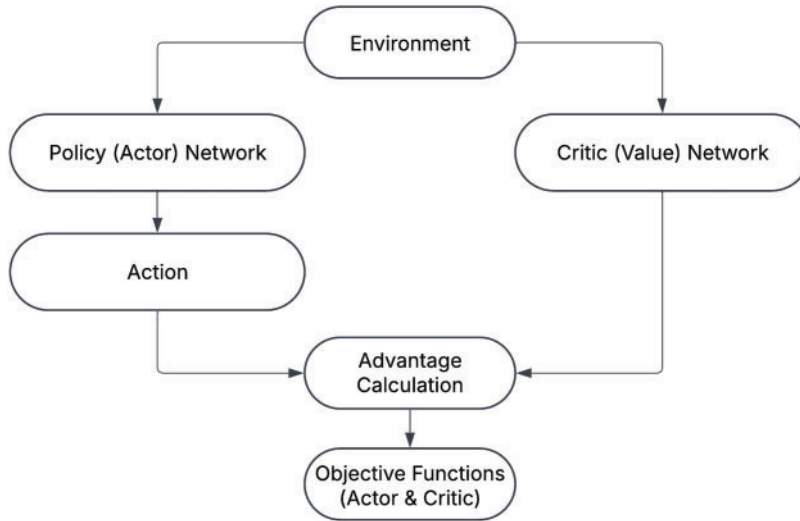 Environment
Policy (Actor) Network
Critic (Value) Network
Action
Advantage
Calculation
Objective Functions
(Actor & Critic)